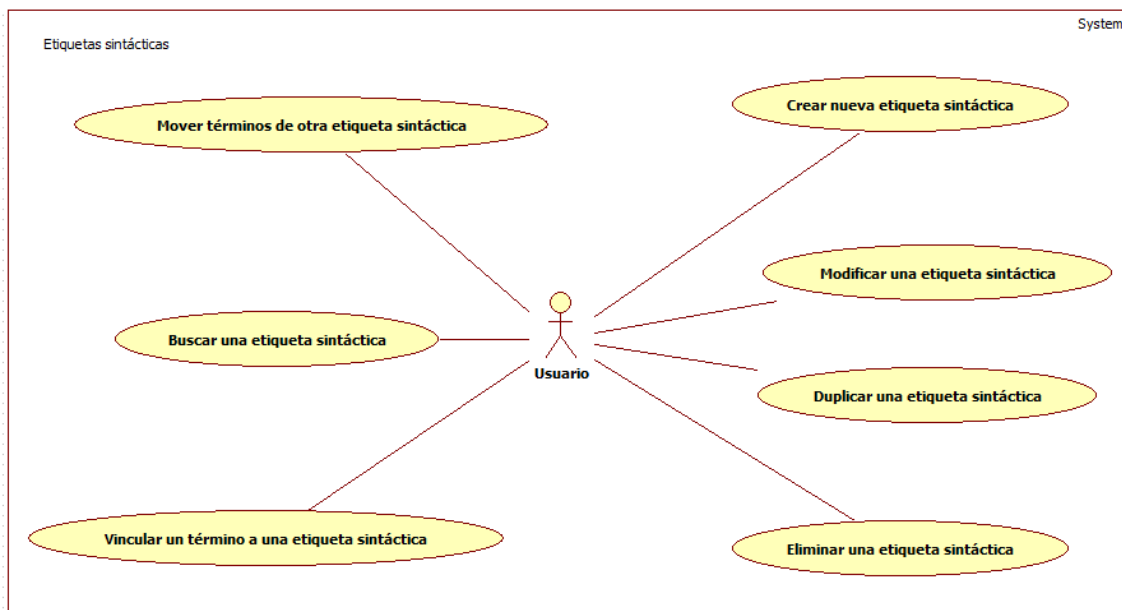 System
Etiquetas sintácticas
Mover términos de otra etiqueta sintáctica
Crear nueva etiqueta sintáctica
Modificar una etiqueta sintáctica
Buscar una etiqueta sintáctica
Usuario
Duplicar una etiqueta sintáctica
Vincular un término a una etiqueta sintáctica
Eliminar una etiqueta sintáctica